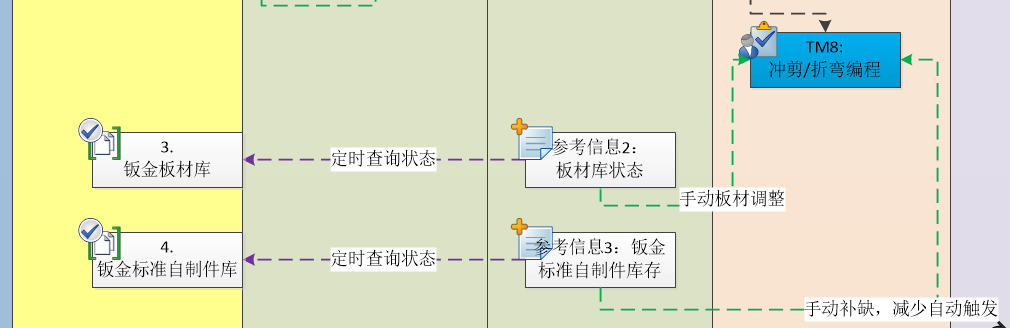 TM8:
冲剪/折弯编程
3.
钣金板材库
定时查询状态
参考信息2:
板材库状态
手动板材调整
4.
钣金标准自制件库
定时查询状态
参考信息3: 钣金
标准自制件库存
手动补缺，减少自动触发